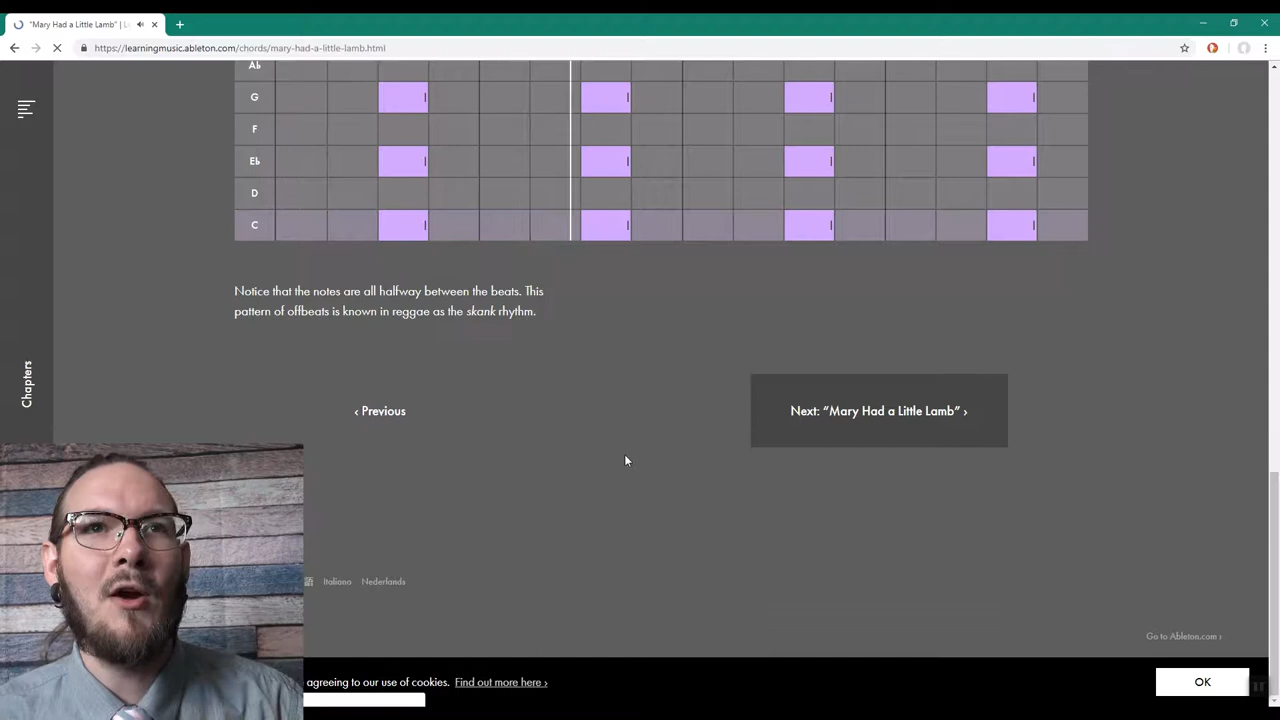 "Mary Had a Little Lamb" | L
https://learningmusic.ableton.com/chords/mary-had-a-little-lamb.html
Ab
G
F
Eb
D
C
Notice that the notes are all halfway between the beats. This
pattern of offbeats is known in reggae as the skank rhythm.
Chapters
‹ Previous
Next: “Mary Had a Little Lamb” ›
Italiano Nederlands
Go to Ableton.com ›
agreeing to our use of cookies. Find out more here ›
OK